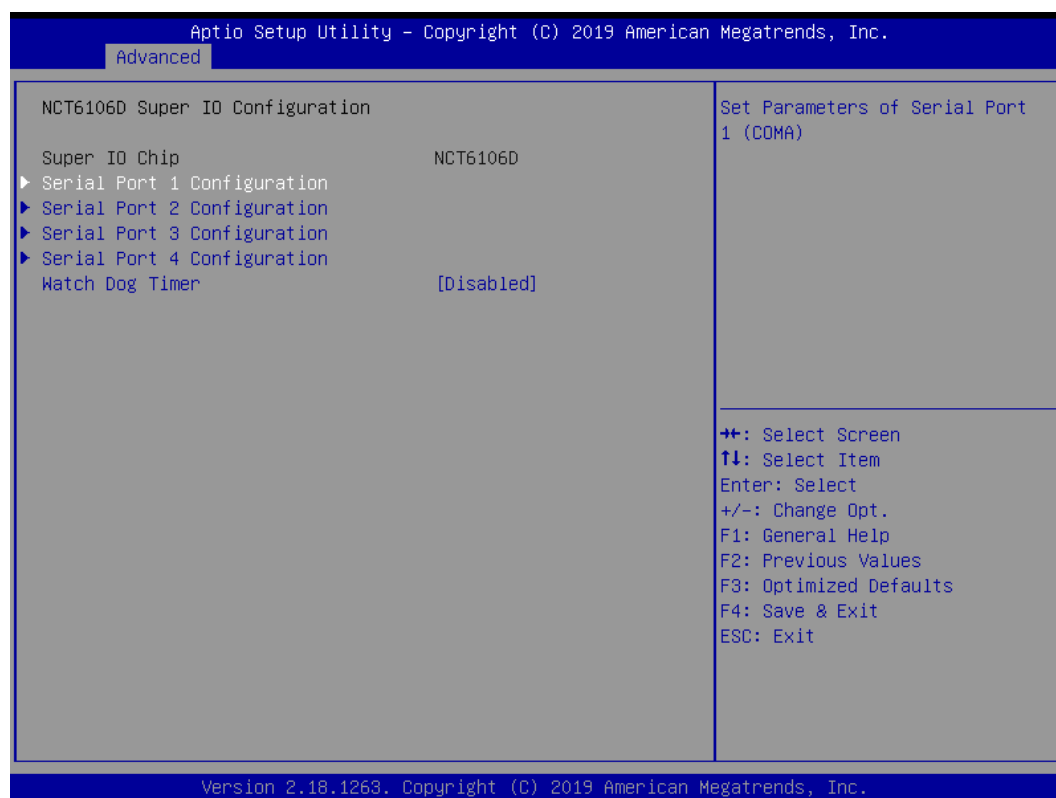 Aptio Setup Utility – Copyright (C) 2019 American Megatrends, Inc.
Advanced
NCT6106D Super IO Configuration
Super IO Chip NCT6106D
Serial Port 1 Configuration
Serial Port 2 Configuration
Serial Port 3 Configuration
Serial Port 4 Configuration
Watch Dog Timer [Disabled]
Set Parameters of Serial Port
1 (COMA)
→←: Select Screen
↑↓: Select Item
Enter: Select
+/-: Change Opt.
F1: General Help
F2: Previous Values
F3: Optimized Defaults
F4: Save & Exit
ESC: Exit
Version 2.18.1263. Copyright (C) 2019 American Megatrends, Inc.